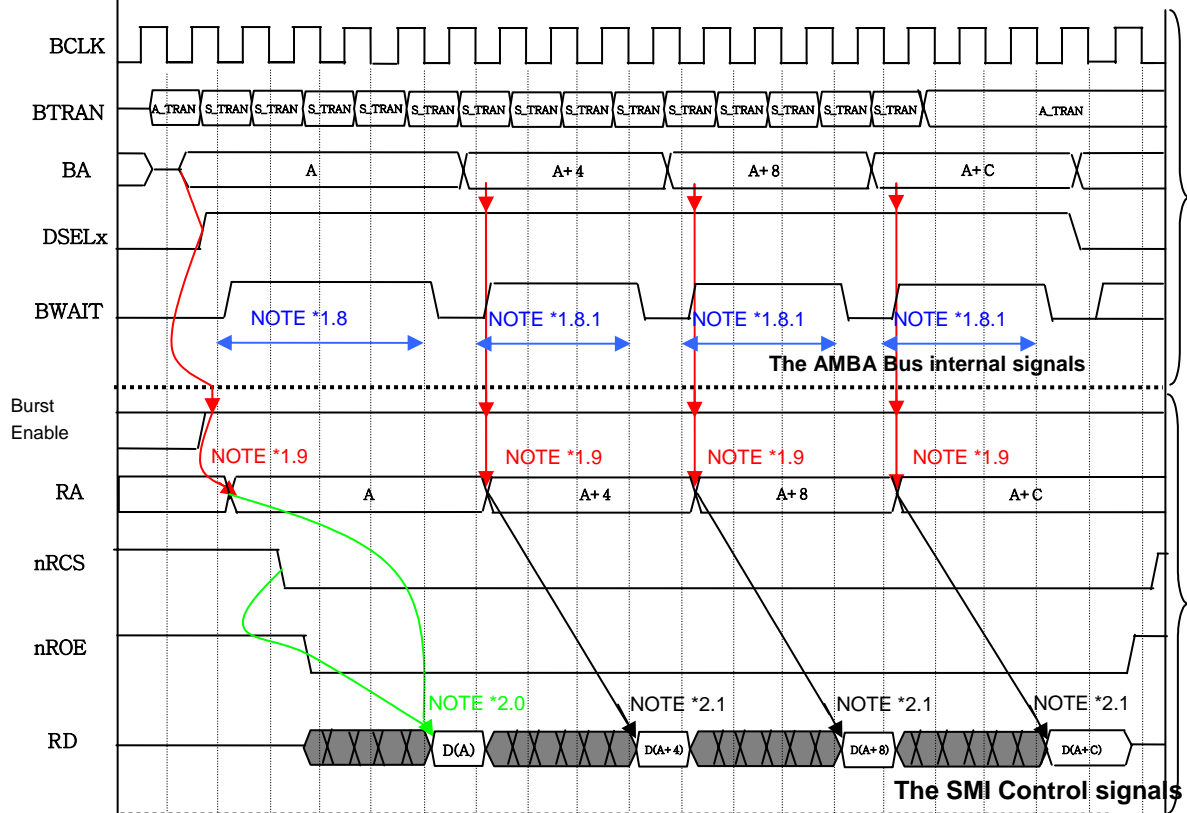 BCLK
BTRAN A_TRAN S_TRAN S_TRAN S_TRAN S_TRAN S_TRAN S_TRAN S_TRAN S_TRAN S_TRAN S_TRAN S_TRAN S_TRAN S_TRAN A_TRAN
BA A A+4 A+8 A+C
DSELx
BWAIT NOTE *1.8 NOTE *1.8.1 NOTE *1.8.1 NOTE *1.8.1
The AMBA Bus internal signals
Burst
Enable
NOTE *1.9 NOTE *1.9 NOTE *1.9 NOTE *1.9
RA A A+4 A+8 A+C
nRCS
nROE
NOTE *2.0 NOTE *2.1 NOTE *2.1 NOTE *2.1
RD D(A) D(A+4) D(A+8) D(A+C)
The SMI Control signals